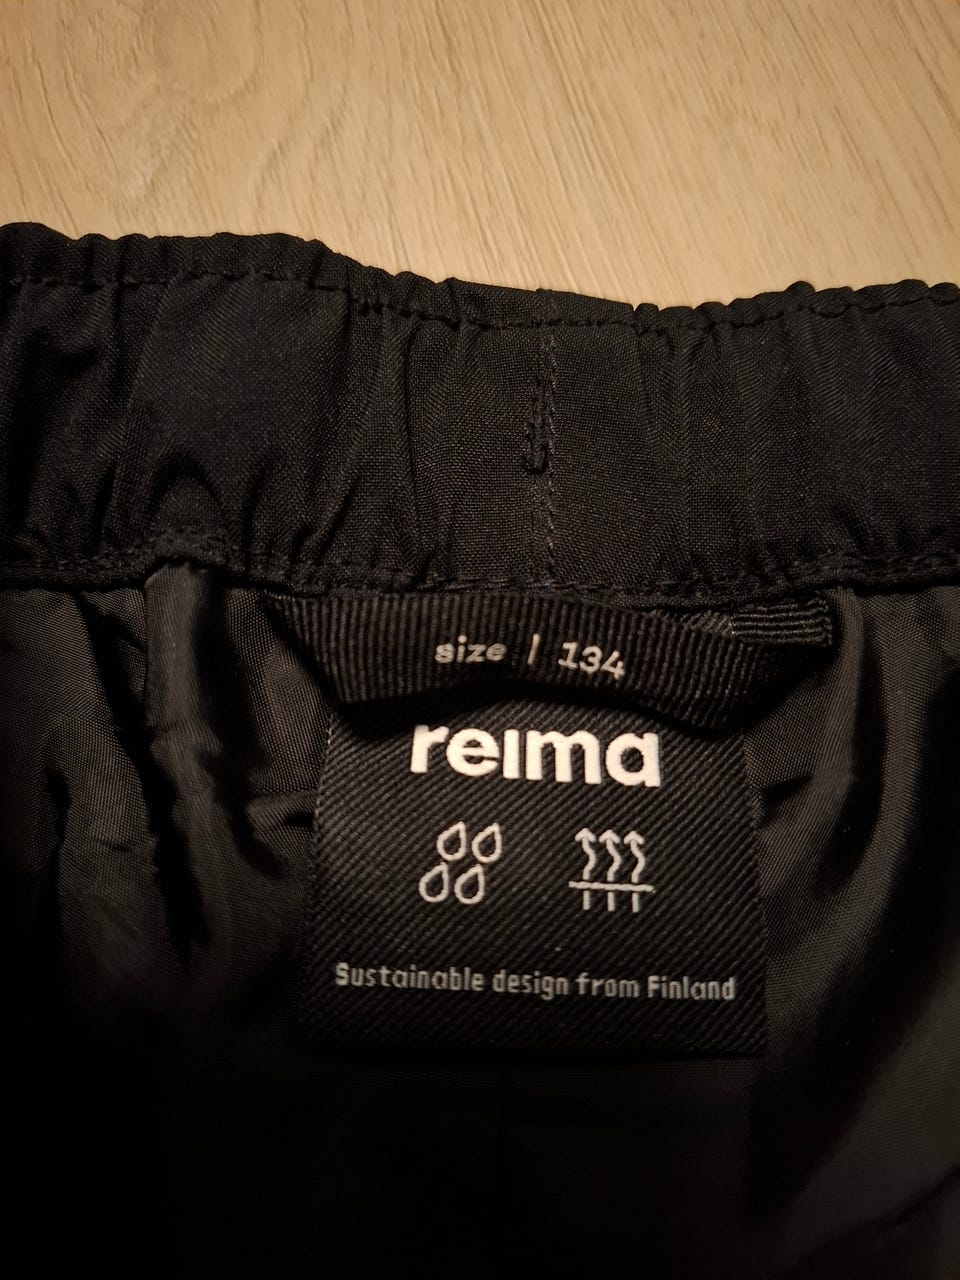 size | 134
reima
Sustainable design from Finland